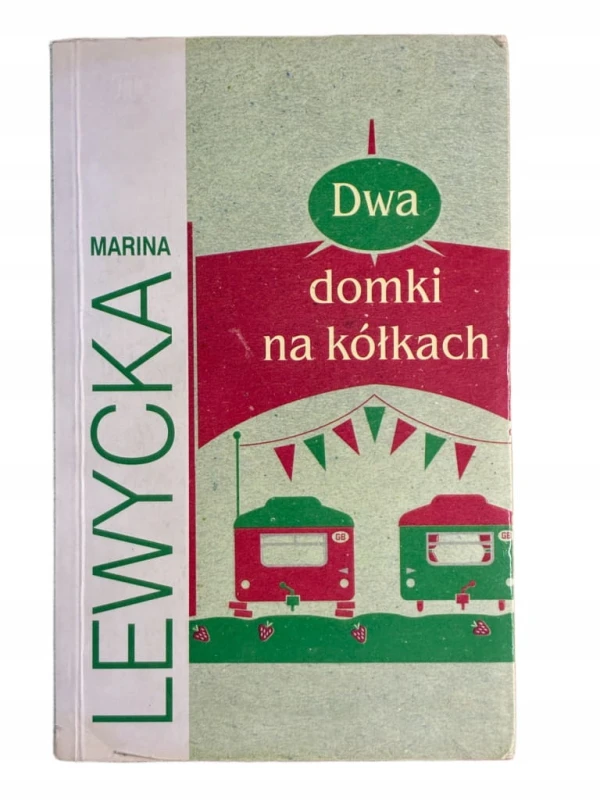 MARINA
LEWYCKA
Dwa
domki
na kółkach
GB
GB